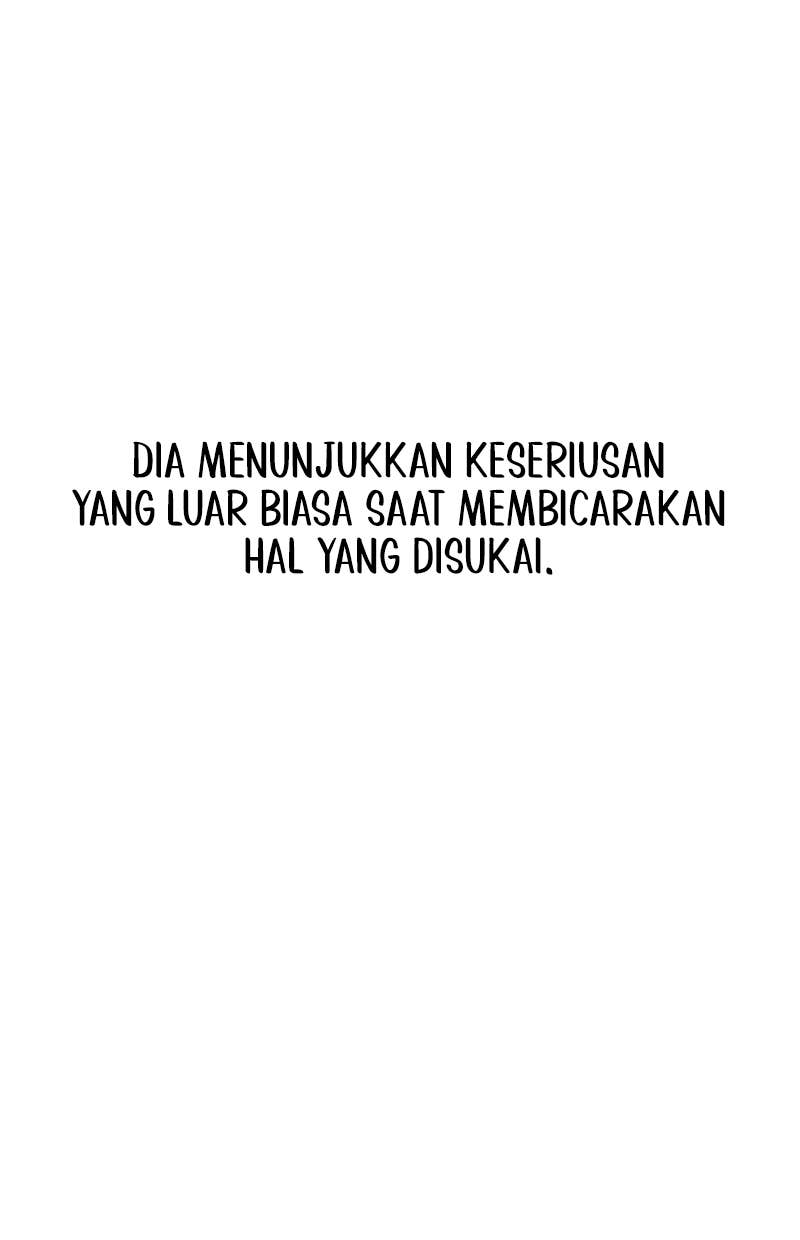 DIA MENUNJUKKAN KESERIUSAN
YANG LUAR BIASA SAAT MEMBICARAKAN
HAL YANG DISUKAI.